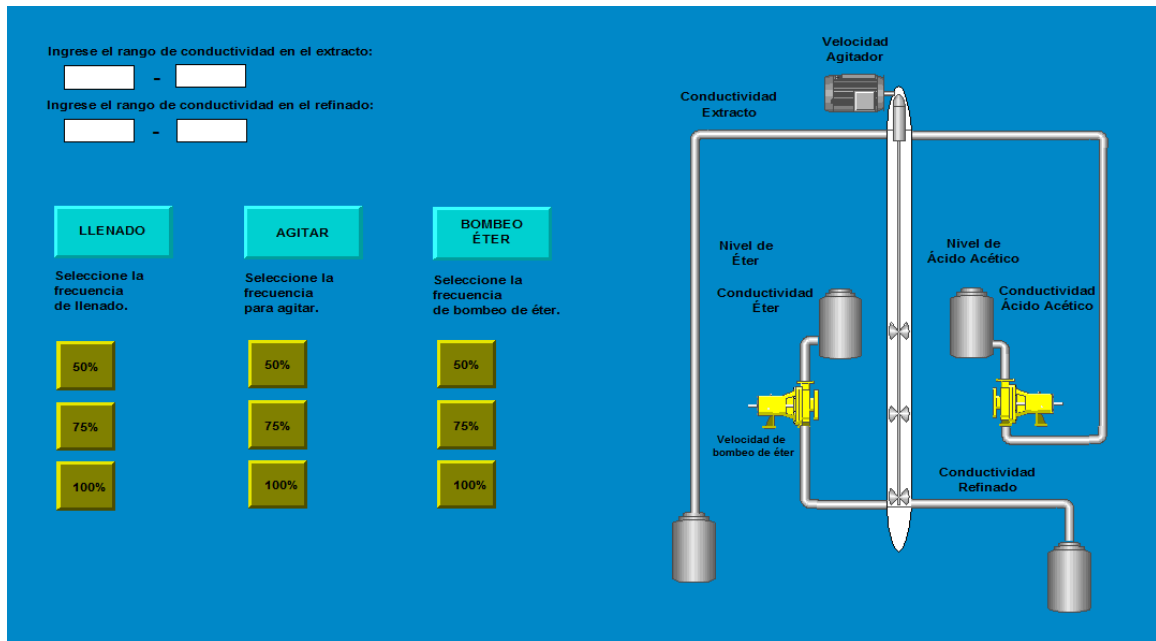 Ingrese el rango de conductividad en el extracto:
-
Ingrese el rango de conductividad en el refinado:
-
LLENADO
AGITAR
BOMBEO
ÉTER
Seleccione la
frecuencia
de llenado.
Seleccione la
frecuencia
para agitar.
Seleccione la
frecuencia
de bombeo de éter.
50%
50%
50%
75%
75%
75%
100%
100%
100%
Velocidad
Agitador
Conductividad
Extracto
Nivel de
Éter
Nivel de
Ácido Acético
Conductividad
Éter
Conductividad
Ácido Acético
Velocidad de
bombeo de éter
Conductividad
Refinado